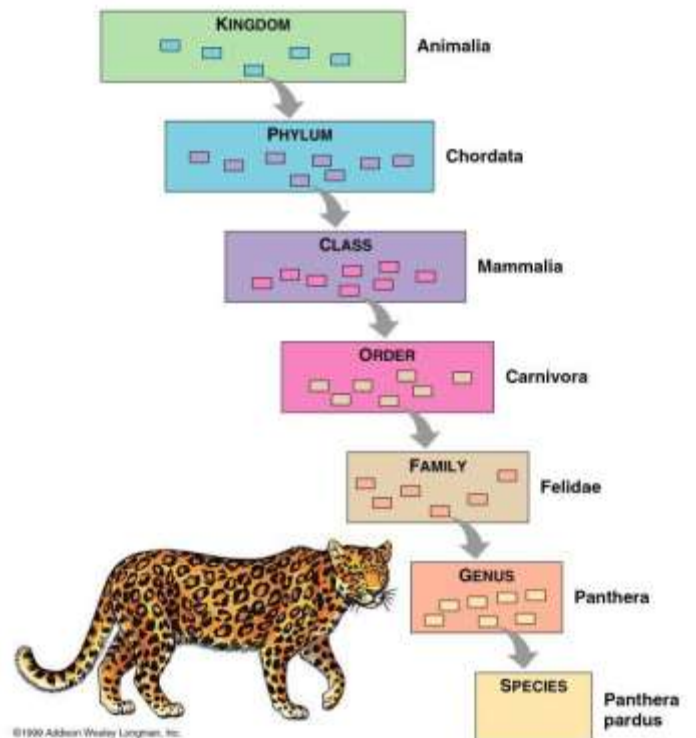 KINGDOM
Animalia
PHYLUM
Chordata
CLASS
Mammalia
ORDER
Carnivora
FAMILY
Felidae
GENUS
Panthera
SPECIES
Panthera
pardus
©1999 Addison Wesley Longman, Inc.